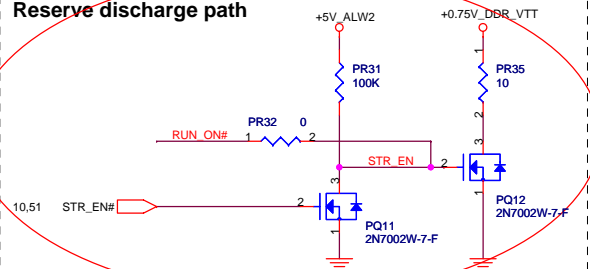 Reserve discharge path
+5V_ALW2
+0.75V_DDR_VTT
1
PR31
100K
PR35
10
2
PR32 0
RUN_ON# 1 2
3
STR_EN 2
3
10,51 STR_EN# 2
PQ12
2N7002W-7-F
1
PQ11
2N7002W-7-F
1